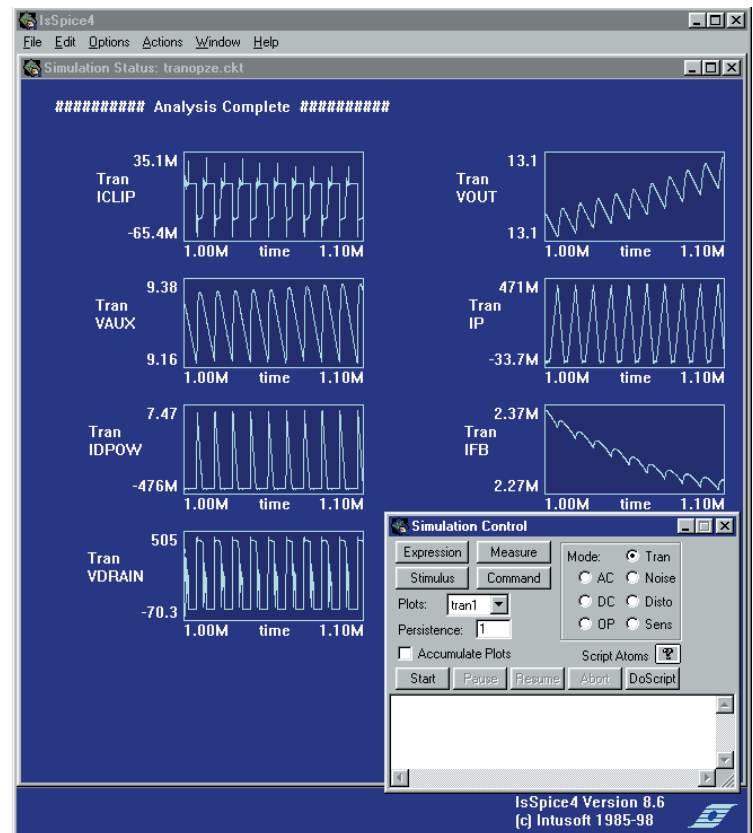 IsSpice4
File Edit Options Actions Window Help
Simulation Status: tranopze.ckt
########## Analysis Complete ##########
35.1M
Tran
ICLIP
-65.4M
1.00M time 1.10M
13.1
Tran
VOUT
13.1
1.00M time 1.10M
9.38
Tran
VAUX
9.16
1.00M time 1.10M
471M
Tran
IP
-33.7M
1.00M time 1.10M
7.47
Tran
IDPOW
-476M
1.00M time 1.10M
2.37M
Tran
IFB
2.27M
1.00M time 1.10M
505
Tran
VDRAIN
-70.3
1.00M time 1.10M
Simulation Control
Expression Measure
Stimulus Command
Plots: tran1
Persistence: 1
Accumulate Plots
Mode: Tran
AC Noise
DC Disto
OP Sens
Script Atoms ?
Start Pause Resume Abort DoScript
IsSpice4 Version 8.6
(c) Intusoft 1985-98